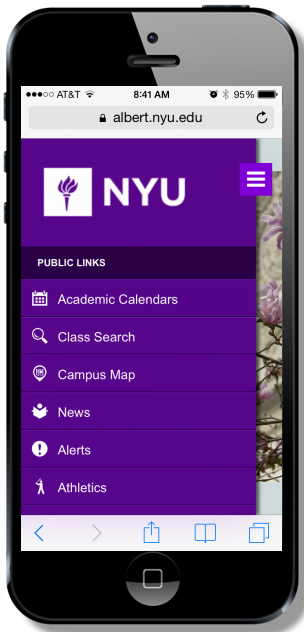 AT&T 8:41 AM 95%
albert.nyu.edu
NYU
PUBLIC LINKS
Academic Calendars
Class Search
Campus Map
News
Alerts
Athletics